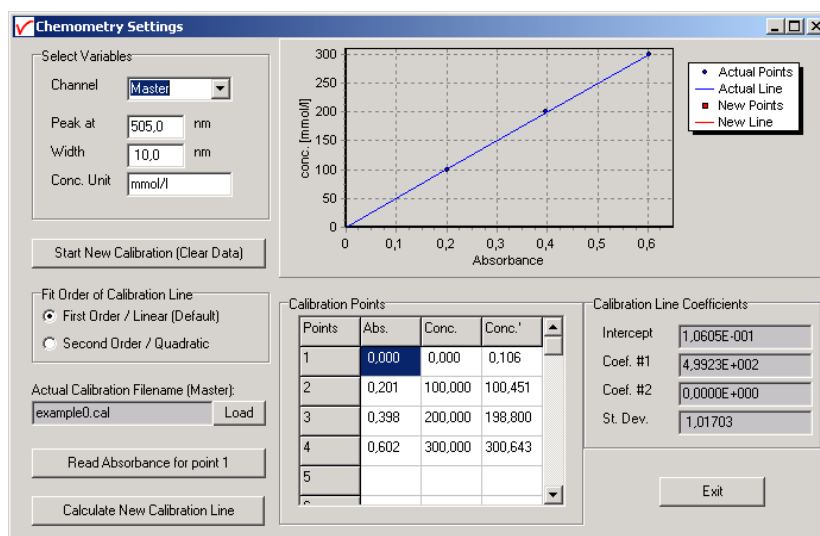 Chemometry Settings
Select Variables
Channel
Master
Peak at
505,0
nm
Width
10,0
nm
Conc. Unit
mmol/l
Start New Calibration (Clear Data)
Fit Order of Calibration Line
First Order / Linear (Default)
Second Order / Quadratic
Actual Calibration Filename (Master):
example0.cal
Load
Read Absorbance for point 1
Calculate New Calibration Line
conc. [mmol/l]
300
250
200
150
100
50
0
0 0,1 0,2 0,3 0,4 0,5 0,6
Absorbance
Actual Points
Actual Line
New Points
New Line
Calibration Points
Points Abs. Conc. Conc.'
1 0,000 0,000 0,106
2 0,201 100,000 100,451
3 0,398 200,000 198,800
4 0,602 300,000 300,643
5
Calibration Line Coefficients
Intercept 1,0605E-001
Coef. #1 4,9923E+002
Coef. #2 0,0000E+000
St. Dev. 1,01703
Exit